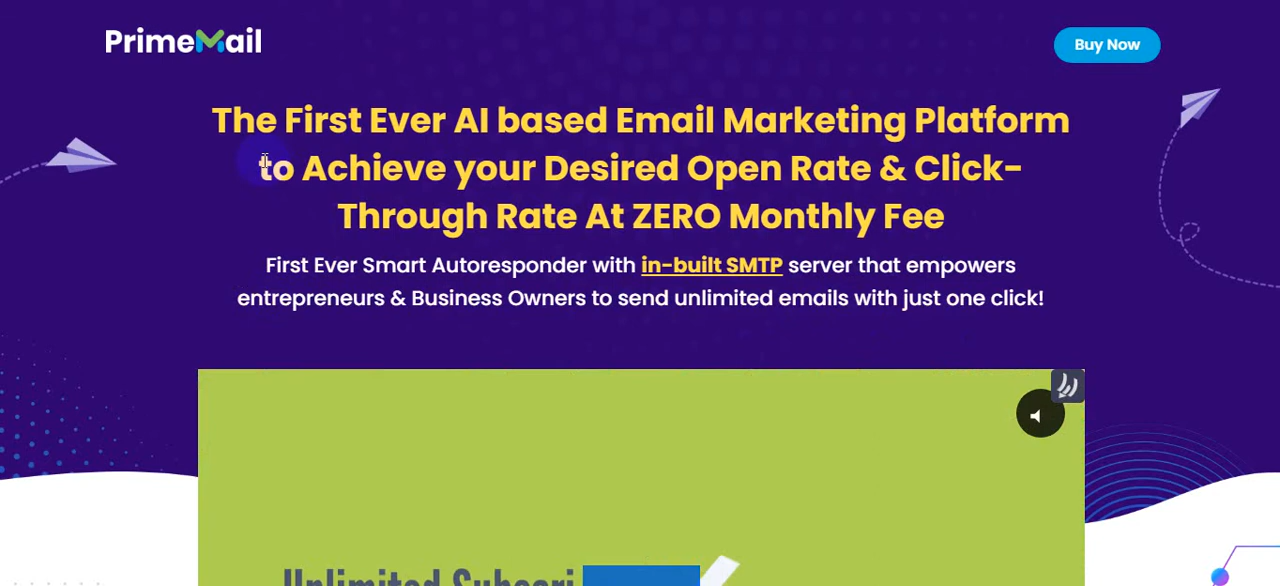 PrimeMail
Buy Now
The First Ever AI based Email Marketing Platform
to Achieve your Desired Open Rate & Click-
Through Rate At ZERO Monthly Fee
First Ever Smart Autoresponder with in-built SMTP server that empowers
entrepreneurs & Business Owners to send unlimited emails with just one click!
Unlimited Subscri